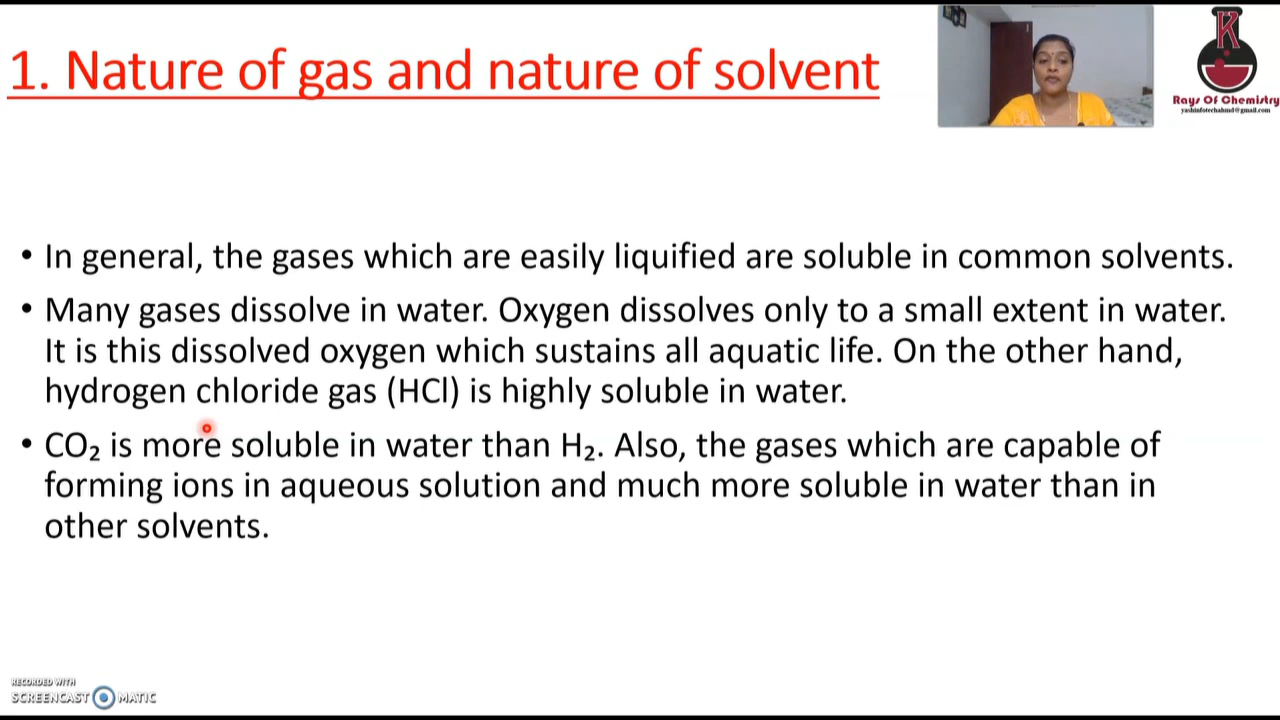 1. Nature of gas and nature of solvent
K
Rays Of Chemistry
yashinfotechahmd@gmail.com
• In general, the gases which are easily liquified are soluble in common solvents.
• Many gases dissolve in water. Oxygen dissolves only to a small extent in water.
It is this dissolved oxygen which sustains all aquatic life. On the other hand,
hydrogen chloride gas (HCl) is highly soluble in water.
• CO₂ is more soluble in water than H₂. Also, the gases which are capable of
forming ions in aqueous solution and much more soluble in water than in
other solvents.
RECORDED WITH
SCREENCAST MATIC